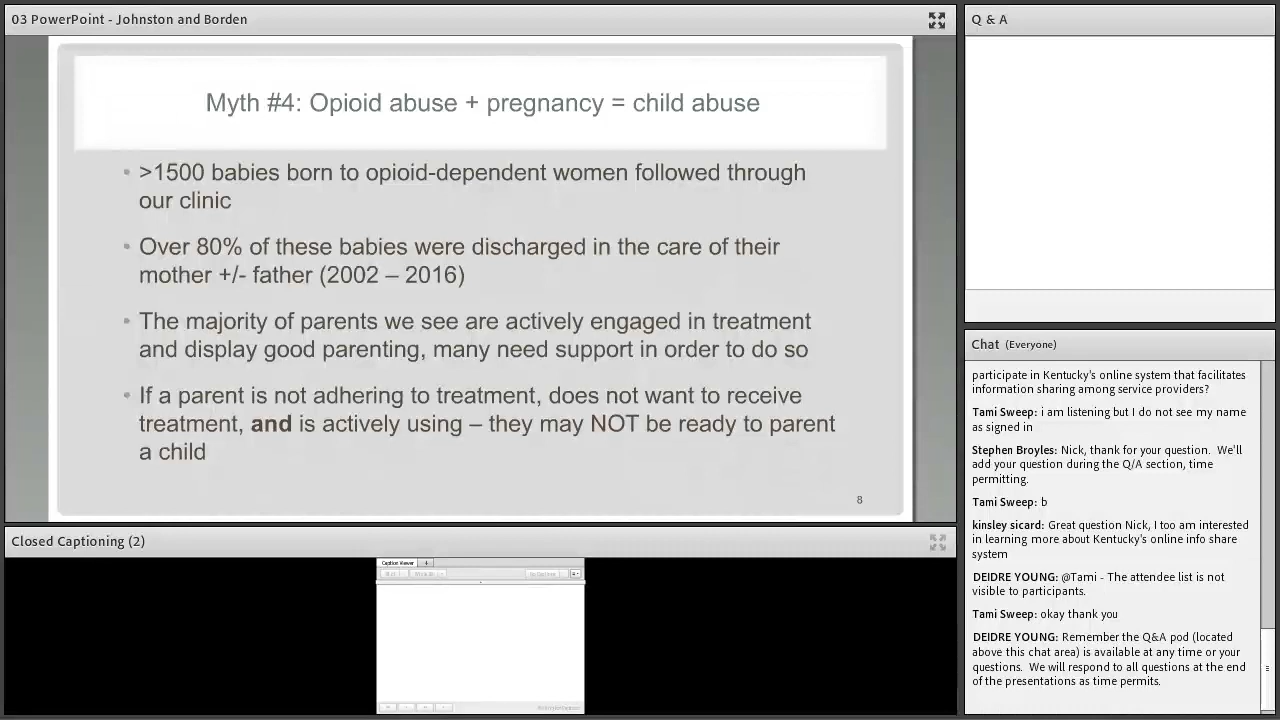 03 PowerPoint - Johnston and Borden
Myth #4: Opioid abuse + pregnancy = child abuse
• >1500 babies born to opioid-dependent women followed through
our clinic
• Over 80% of these babies were discharged in the care of their
mother +/- father (2002 – 2016)
• The majority of parents we see are actively engaged in treatment
and display good parenting, many need support in order to do so
• If a parent is not adhering to treatment, does not want to receive
treatment, and is actively using – they may NOT be ready to parent
a child
8
Closed Captioning (2)
Caption Viewer
Q & A
Chat (Everyone)
participate in Kentucky's online system that facilitates
information sharing among service providers?
Tami Sweep: i am listening but I do not see my name
as signed in
Stephen Broyles: Nick, thank for your question. We'll
add your question during the Q/A section, time
permitting.
Tami Sweep: b
kinsley sicard: Great question Nick, I too am interested
in learning more about Kentucky's online info share
system
DEIDRE YOUNG: @Tami - The attendee list is not
visible to participants.
Tami Sweep: okay thank you
DEIDRE YOUNG: Remember the Q&A pod (located
above this chat area) is available at any time or your
questions. We will respond to all questions at the end
of the presentations as time permits.